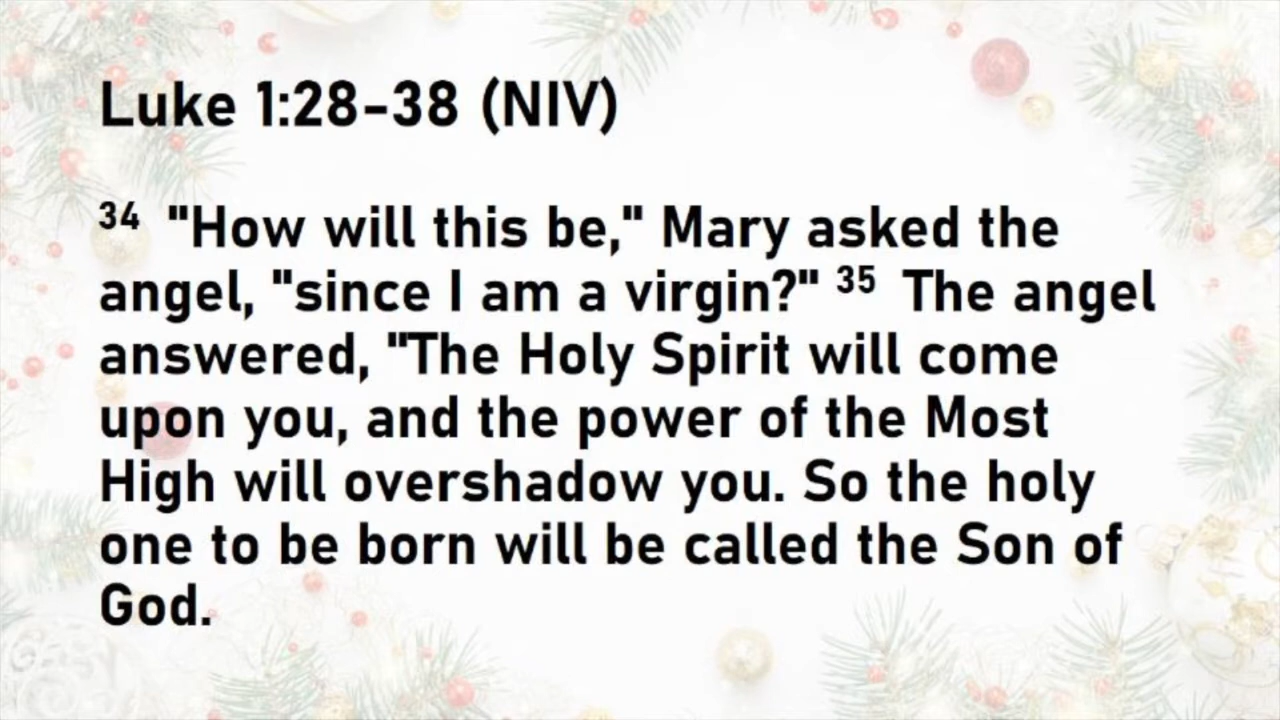 Luke 1:28-38 (NIV)
34 "How will this be," Mary asked the
angel, "since I am a virgin?" 35 The angel
answered, "The Holy Spirit will come
upon you, and the power of the Most
High will overshadow you. So the holy
one to be born will be called the Son of
God.